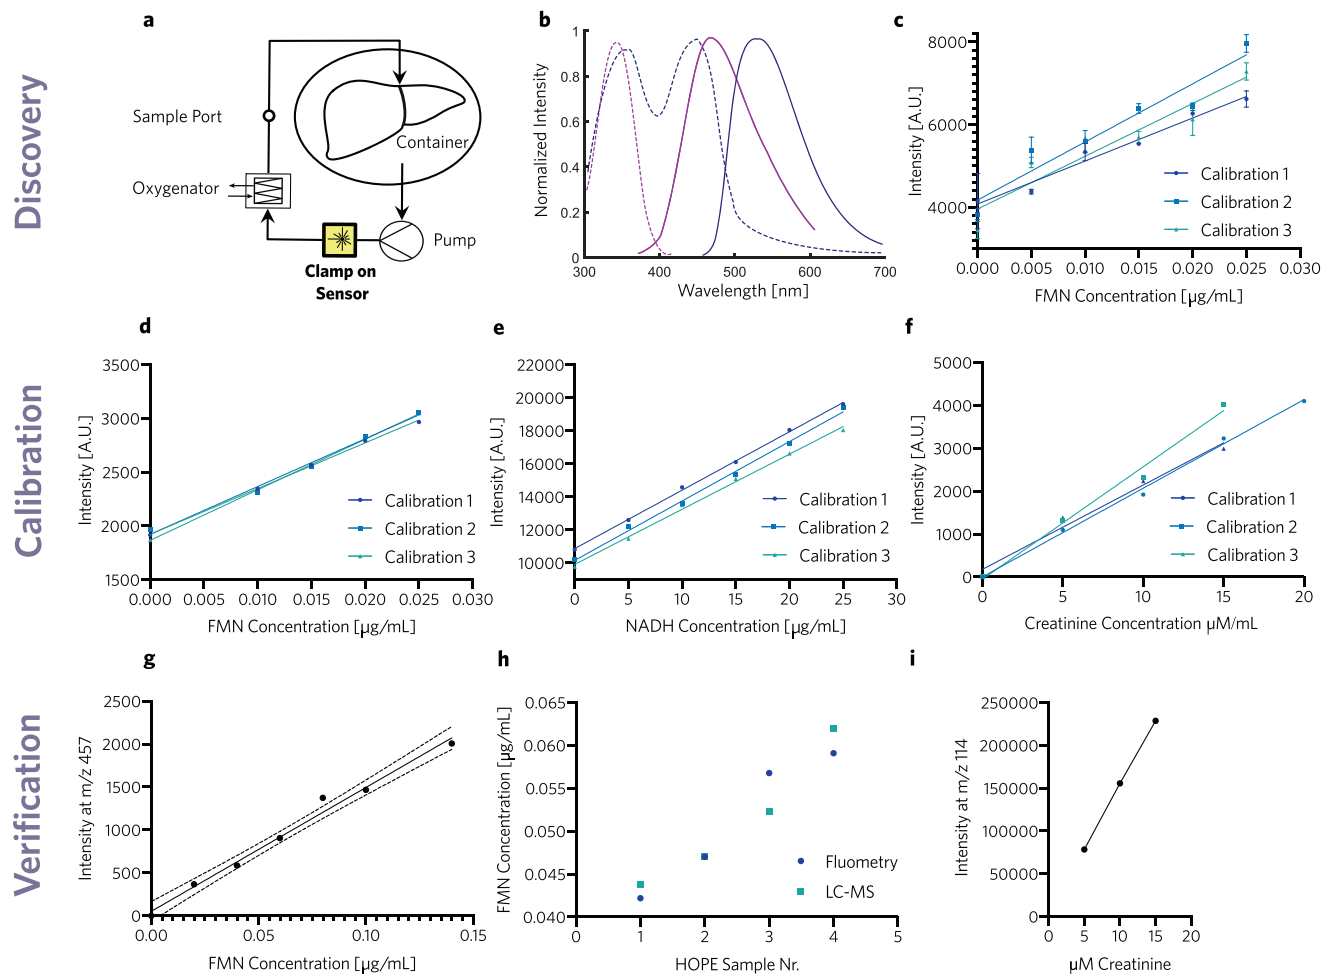 Discovery
a
Sample Port
Container
Oxygenator
Pump
Clamp on
Sensor
b
Normalized Intensity
1
0.8
0.6
0.4
0.2
0
300
400
500
600
700
Wavelength [nm]
c
Intensity [A.U.]
8000
6000
4000
Calibration 1
Calibration 2
Calibration 3
0.000 0.005 0.010 0.015 0.020 0.025 0.030
FMN Concentration [µg/mL]
Calibration
d
Intensity [A.U.]
3500
3000
2500
2000
1500
Calibration 1
Calibration 2
Calibration 3
0.000 0.005 0.010 0.015 0.020 0.025 0.030
FMN Concentration [µg/mL]
e
Intensity [A.U.]
22000
20000
18000
16000
14000
12000
10000
Calibration 1
Calibration 2
Calibration 3
0 5 10 15 20 25 30
NADH Concentration [µg/mL]
f
Intensity [A.U.]
5000
4000
3000
2000
1000
0
Calibration 1
Calibration 2
Calibration 3
0 5 10 15 20
Creatinine Concentration µM/mL
Verification
g
Intensity at m/z 457
2500
2000
1500
1000
500
0
0.00 0.05 0.10 0.15
FMN Concentration [µg/mL]
h
FMN Concentration [µg/mL]
0.065
0.060
0.055
0.050
0.045
0.040
Fluometry
LC-MS
0 1 2 3 4 5
HOPE Sample Nr.
i
Intensity at m/z 114
250000
200000
150000
100000
50000
0
0 5 10 15 20
µM Creatinine